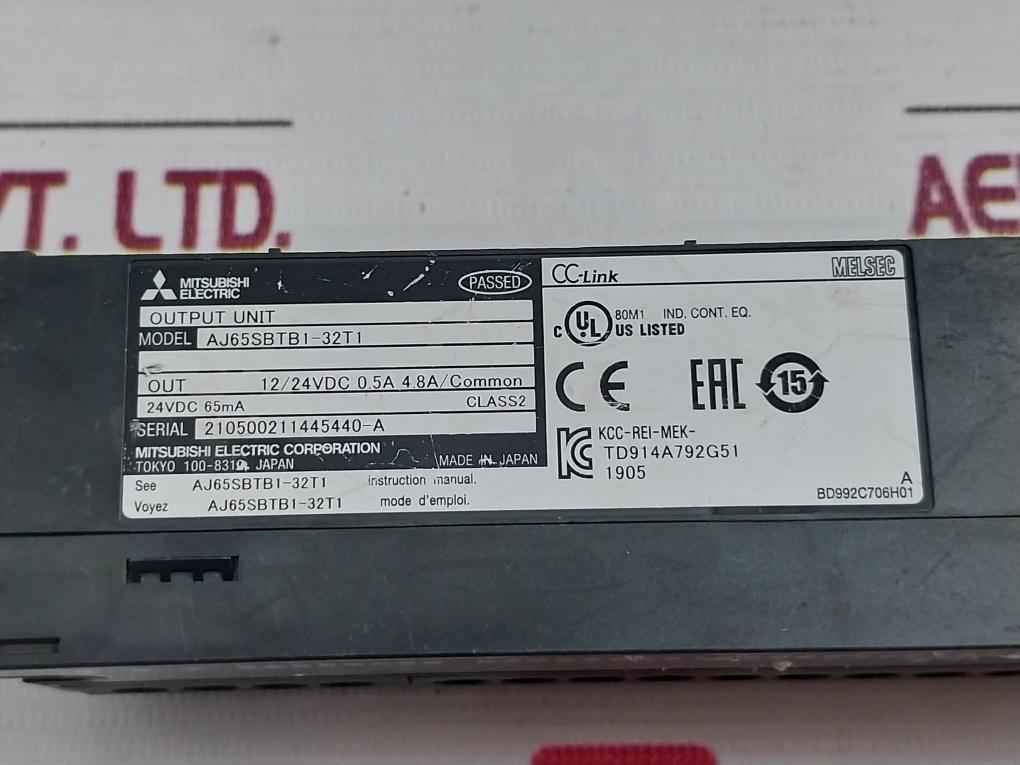 VT. LTD.
AE
MITSUBISHI
ELECTRIC
PASSED
OUTPUT UNIT
MODEL AJ65SBTB1-32T1
OUT 12/24VDC 0.5A 4.8A/Common
24VDC 65mA CLASS2
SERIAL 210500211445440-A
MITSUBISHI ELECTRIC CORPORATION
TOKYO 100-8310, JAPAN MADE IN JAPAN
See AJ65SBTB1-32T1 instruction manual.
Voyez AJ65SBTB1-32T1 mode d'emploi.
CC-Link MELSEC
C UL 80M1 IND. CONT. EQ.
US LISTED
CE EAC 15
KC KCC-REI-MEK-
TD914A792G51
1905
A
BD992C706H01